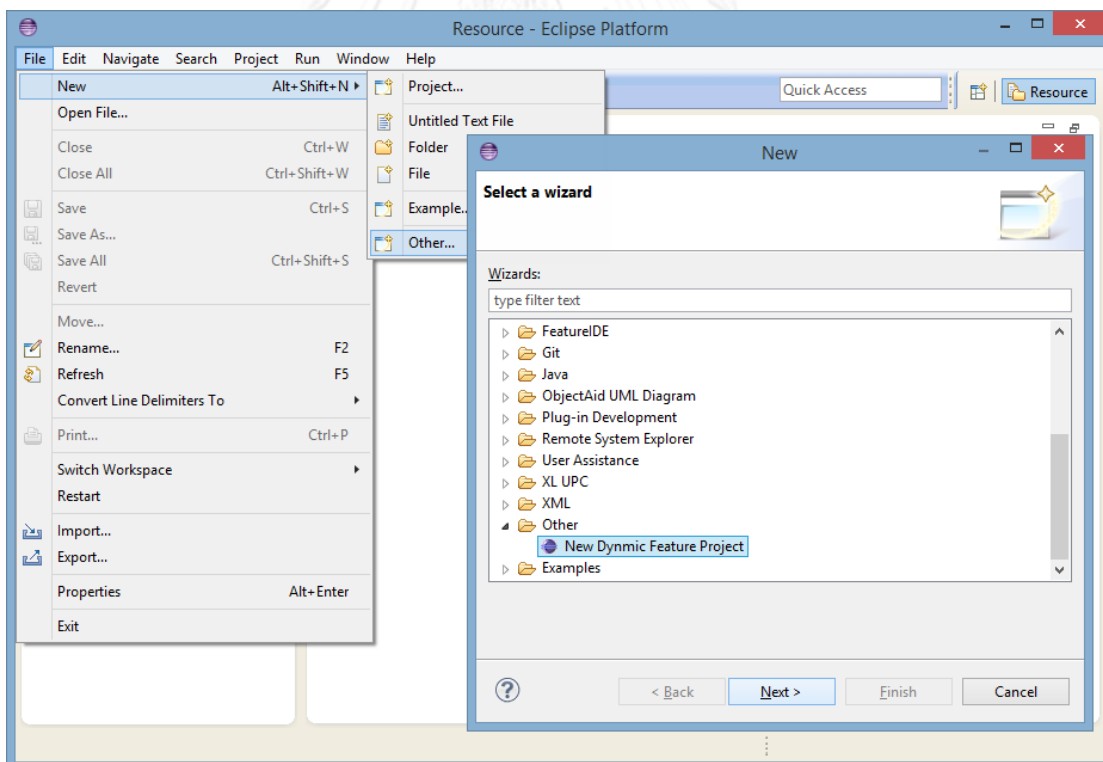 Resource - Eclipse Platform
File Edit Navigate Search Project Run Window Help
New Alt+Shift+N
Open File...
Close Ctrl+W
Close All Ctrl+Shift+W
Save Ctrl+S
Save As...
Save All Ctrl+Shift+S
Revert
Move...
Rename... F2
Refresh F5
Convert Line Delimiters To
Print... Ctrl+P
Switch Workspace
Restart
Import...
Export...
Properties Alt+Enter
Exit
Project...
Untitled Text File
Folder
File
Example...
Other...
Quick Access
Resource
New
Select a wizard
Wizards:
type filter text
FeatureIDE
Git
Java
ObjectAid UML Diagram
Plug-in Development
Remote System Explorer
User Assistance
XL UPC
XML
Other
New Dynmic Feature Project
Examples
? < Back Next > Finish Cancel